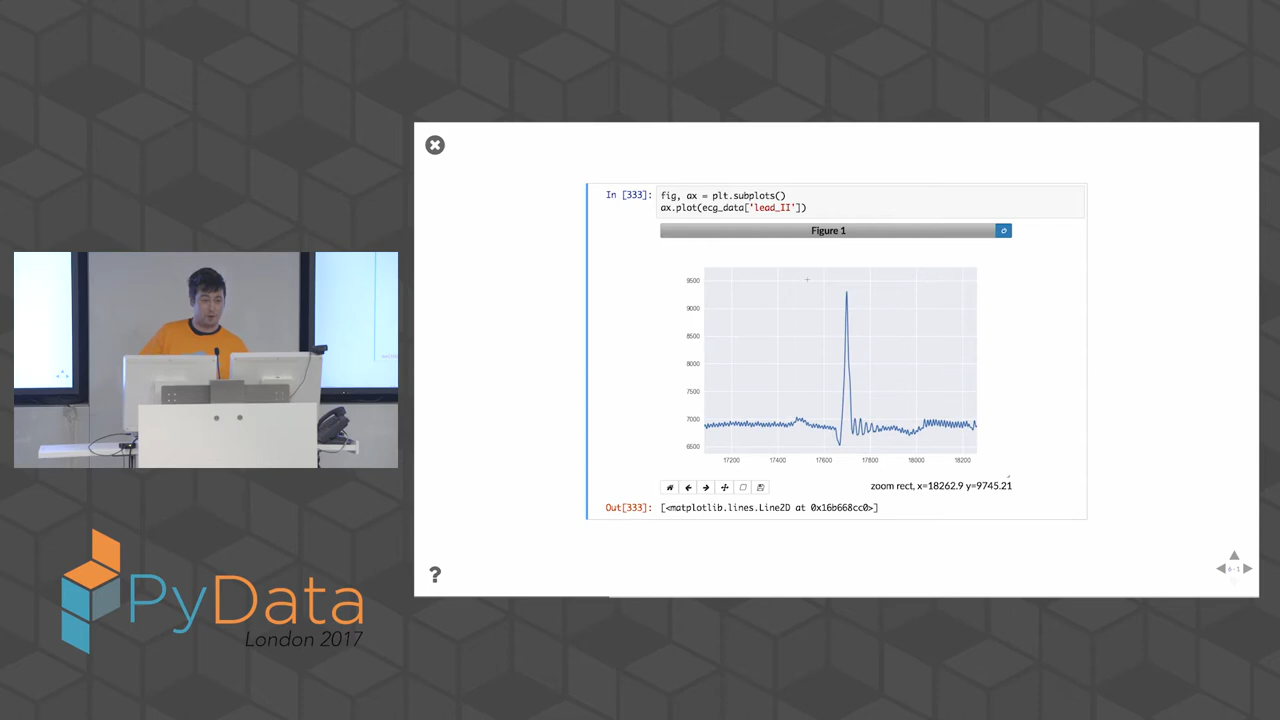 In [333]:
fig, ax = plt.subplots()
ax.plot(ecg_data['lead_II'])
Figure 1
9500
9000
8500
8000
7500
7000
6500
17200 17400 17600 17800 18000 18200
zoom rect, x=18262.9 y=9745.21
Out[333]: [<matplotlib.lines.Line2D at 0x16b668cc0>]
?
6-1
PyData
London 2017